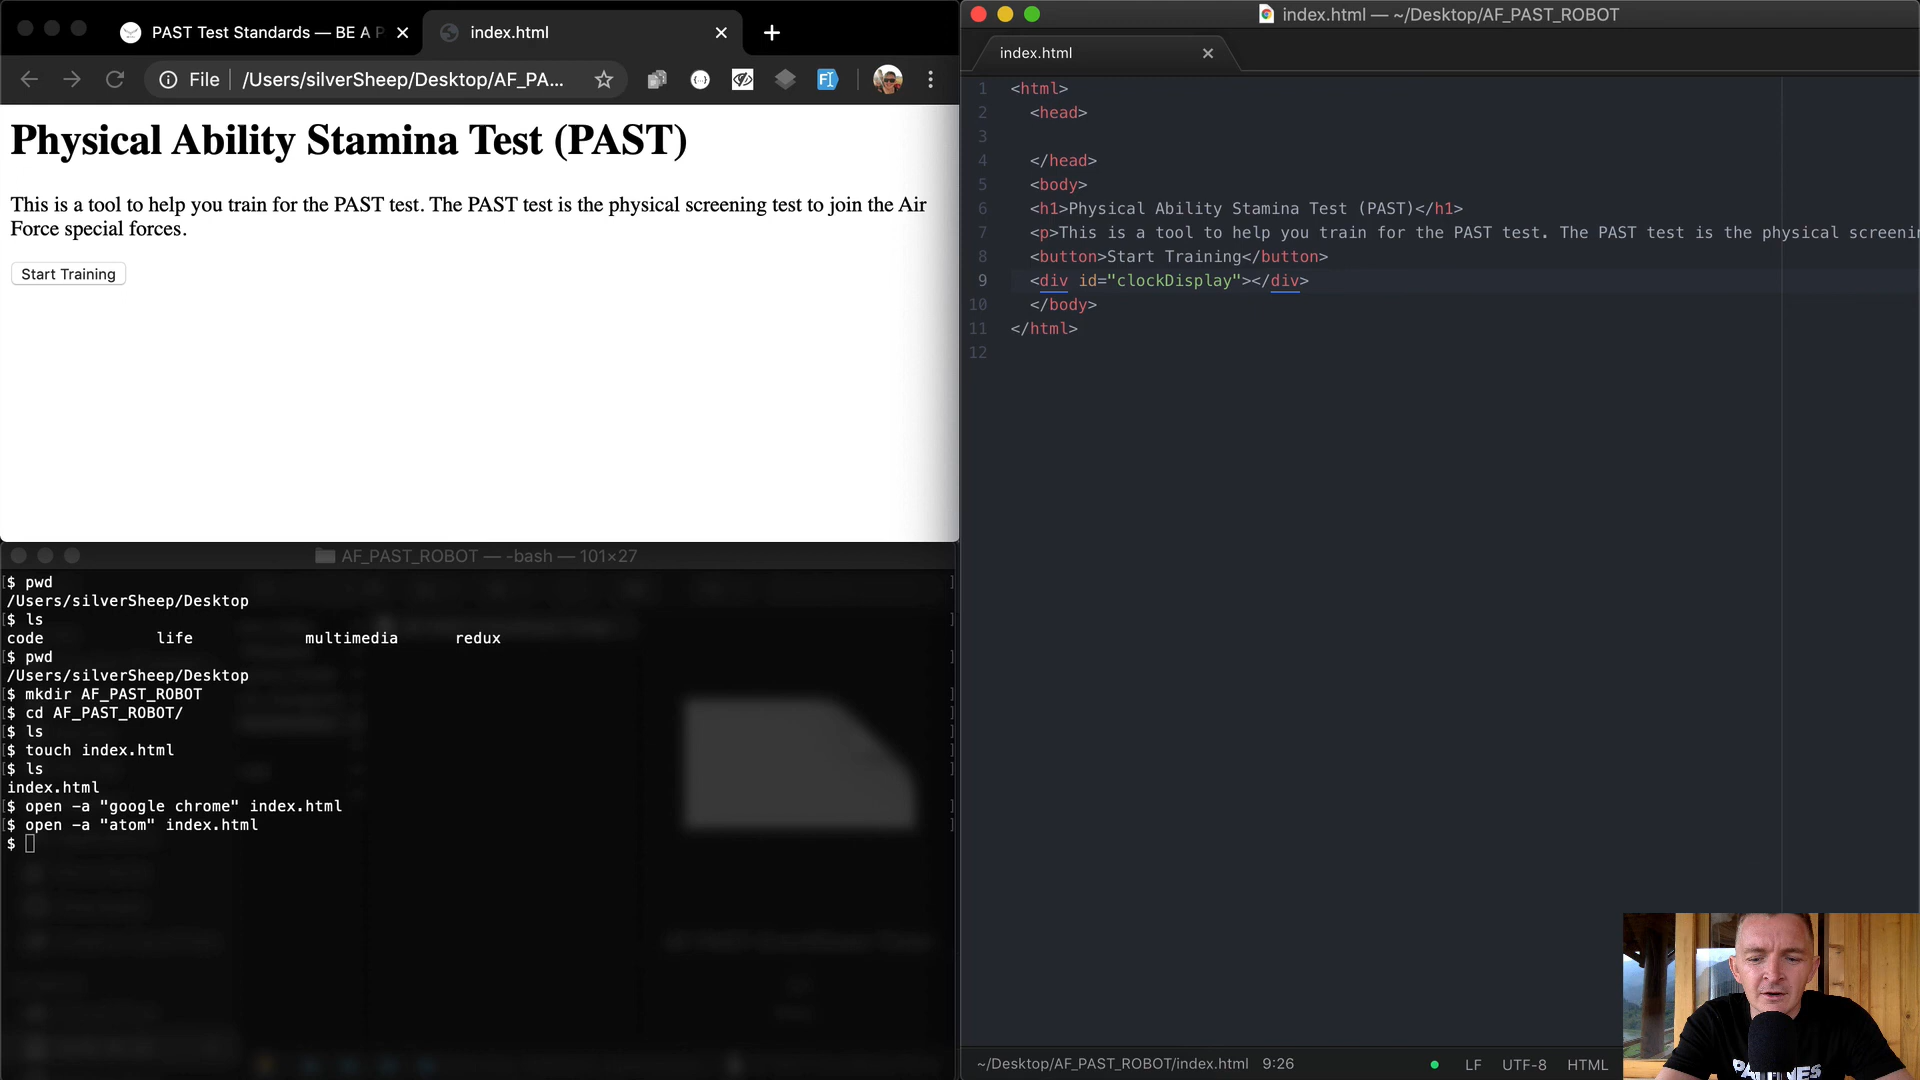 PAST Test Standards — BE A P
index.html
File
/Users/silverSheep/Desktop/AF_PA...
Physical Ability Stamina Test (PAST)
This is a tool to help you train for the PAST test. The PAST test is the physical screening test to join the Air
Force special forces.
Start Training
AF_PAST_ROBOT — -bash — 101×27
$ pwd
/Users/silverSheep/Desktop
$ ls
code life multimedia redux
$ pwd
/Users/silverSheep/Desktop
$ mkdir AF_PAST_ROBOT
$ cd AF_PAST_ROBOT/
$ ls
$ touch index.html
$ ls
index.html
$ open -a "google chrome" index.html
$ open -a "atom" index.html
$
index.html — ~/Desktop/AF_PAST_ROBOT
index.html
1 <html>
2 <head>
3
4 </head>
5 <body>
6 <h1>Physical Ability Stamina Test (PAST)</h1>
7 <p>This is a tool to help you train for the PAST test. The PAST test is the physical screenin
8 <button>Start Training</button>
9 <div id="clockDisplay"></div>
10 </body>
11 </html>
12
~/Desktop/AF_PAST_ROBOT/index.html 9:26
LF UTF-8 HTML